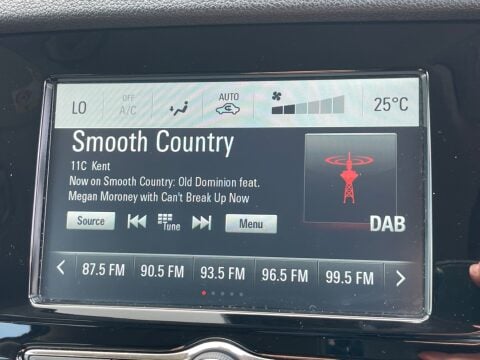 LO OFF A/C AUTO 25°C
Smooth Country
11C Kent
Now on Smooth Country: Old Dominion feat.
Megan Moroney with Can't Break Up Now
Source Tune Menu DAB
87.5 FM 90.5 FM 93.5 FM 96.5 FM 99.5 FM